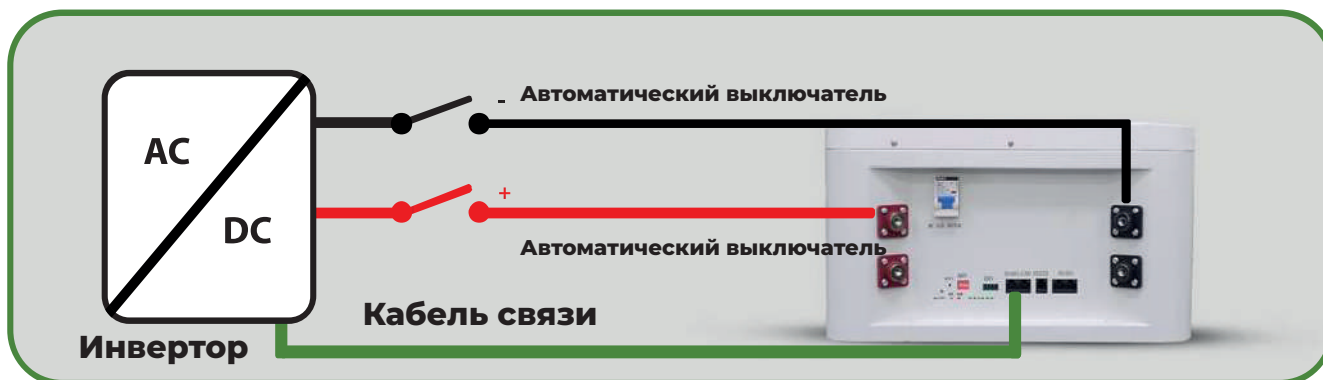 - Автоматический выключатель
AC
DC
+
Автоматический выключатель
Кабель связи
Инвертор